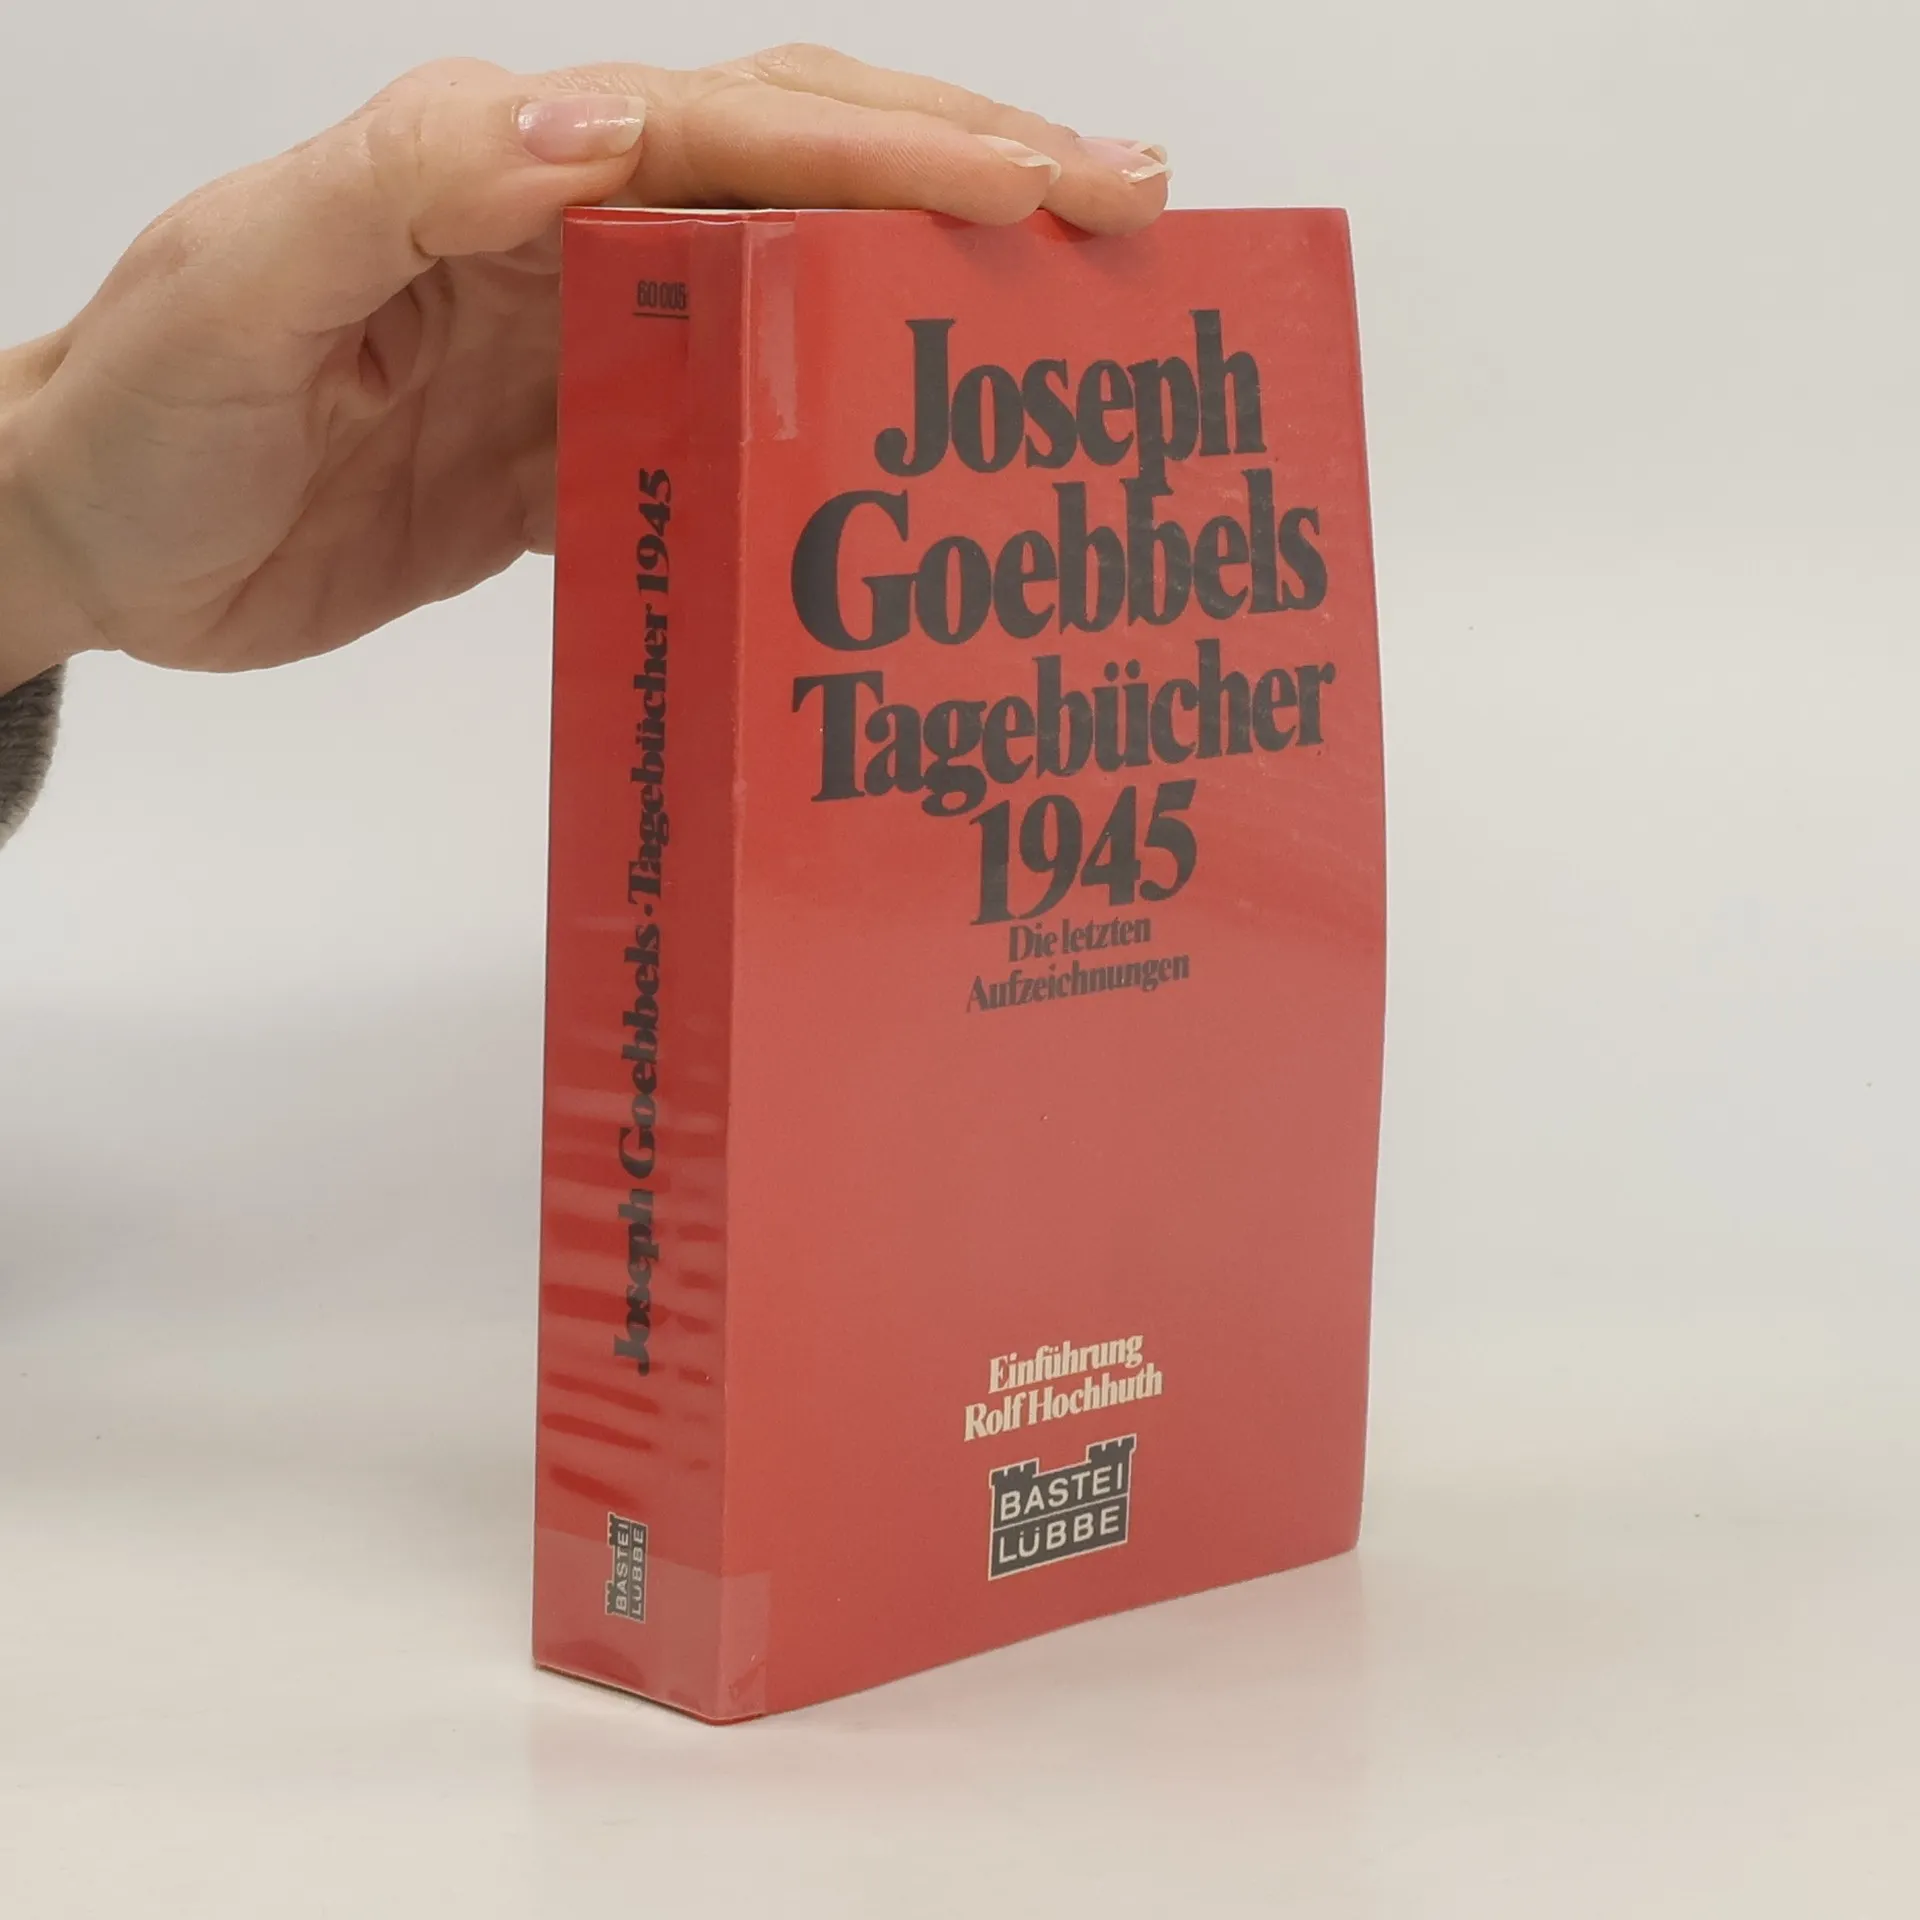 60 005
Joseph Goebbels · Tagebücher 1945
BASTEI
LÜBBE
Joseph
Goebbels
Tagebücher
1945
Die letzten
Aufzeichnungen
Einführung
Rolf Hochhuth
BASTEI
LÜBBE